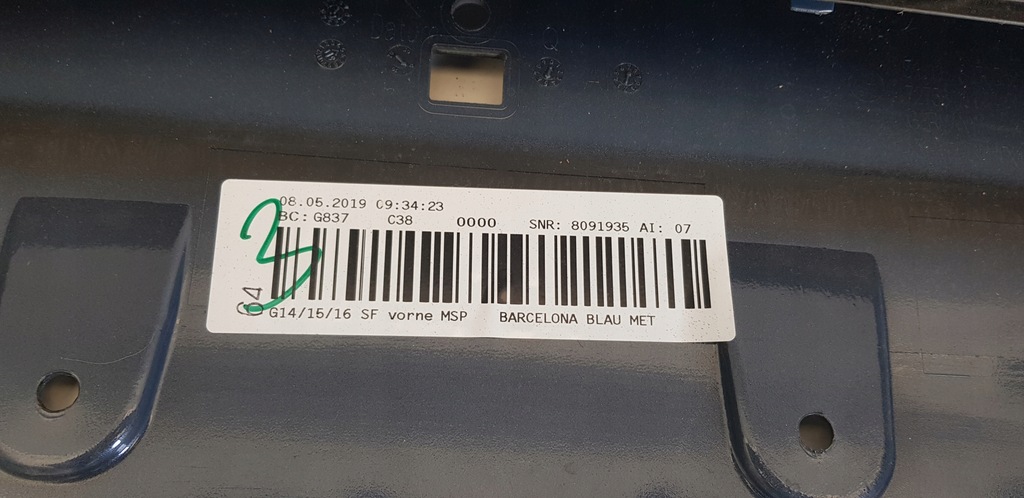 08.05.2019 09:34:23
BC: G837 C38 0000 SNR: 8091935 AI: 07
64
G14/15/16 SF vorne MSP BARCELONA BLAU MET